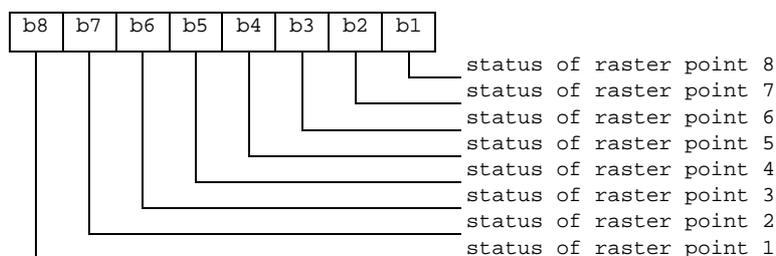 b8 b7 b6 b5 b4 b3 b2 b1
status of raster point 8
status of raster point 7
status of raster point 6
status of raster point 5
status of raster point 4
status of raster point 3
status of raster point 2
status of raster point 1